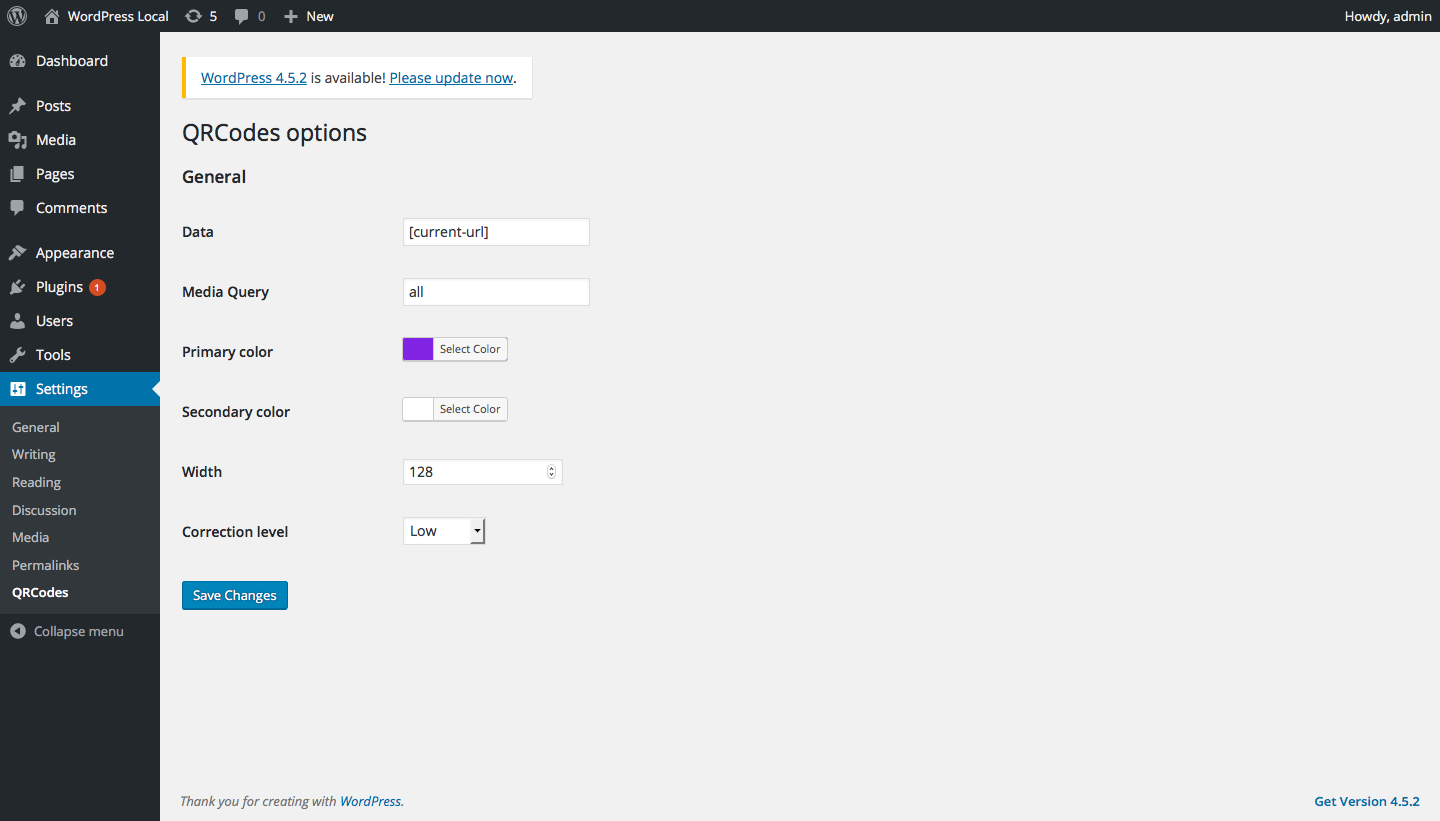 WordPress Local 5 0 New Howdy, admin
Dashboard
Posts
Media
Pages
Comments
Appearance
Plugins 1
Users
Tools
Settings
General
Writing
Reading
Discussion
Media
Permalinks
QRCodes
Collapse menu
WordPress 4.5.2 is available! Please update now.
QRCodes options
General
Data [current-url]
Media Query all
Primary color Select Color
Secondary color Select Color
Width 128
Correction level Low
Save Changes
Thank you for creating with WordPress. Get Version 4.5.2